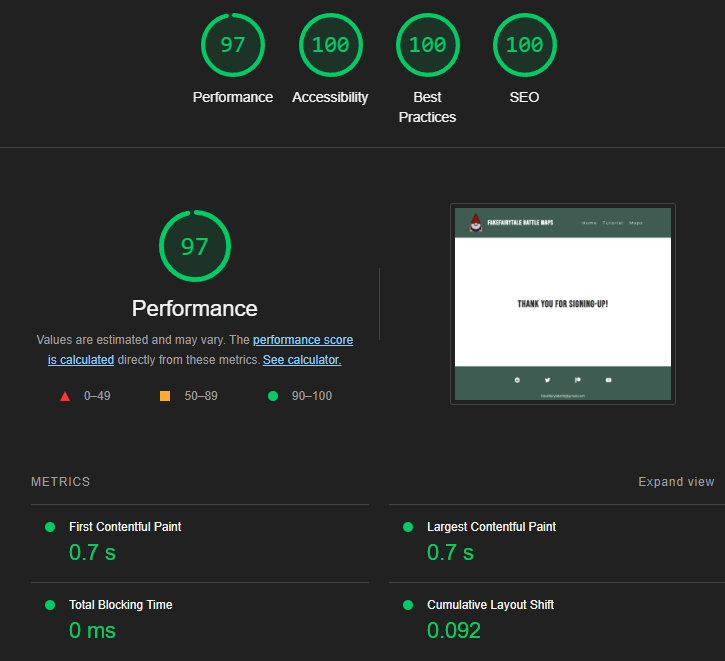 97
100
100
100
Performance
Accessibility
Best
Practices
SEO
97
Performance
Values are estimated and may vary. The performance score
is calculated directly from these metrics. See calculator.
0–49
50–89
90–100
FAKEFAIRYTALE BATTLE MAPS
Home Tutorial Maps
THANK YOU FOR SIGNING-UP!
METRICS
Expand view
First Contentful Paint
0.7 s
Largest Contentful Paint
0.7 s
Total Blocking Time
0 ms
Cumulative Layout Shift
0.092